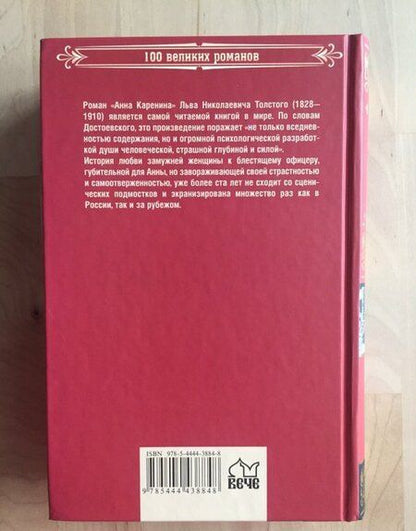 100 великих романов
Роман «Анна Каренина» Льва Николаевича Толстого (1828—
1910) является самой читаемой книгой в мире. По словам
Достоевского, это произведение поражает «не только вседнев-
ностью содержания, но и огромной психологической разработ-
кой души человеческой, страшной глубиной и силой».
История любви замужней женщины к блестящему офицеру,
губительной для Анны, но завораживающей своей страстностью
и самоотверженностью, уже более ста лет не сходит со сцени-
ческих подмостков и экранизирована множество раз как в
России, так и за рубежом.
ISBN 978-5-4444-3884-8
9 785444 438848
ВЕЧЕ